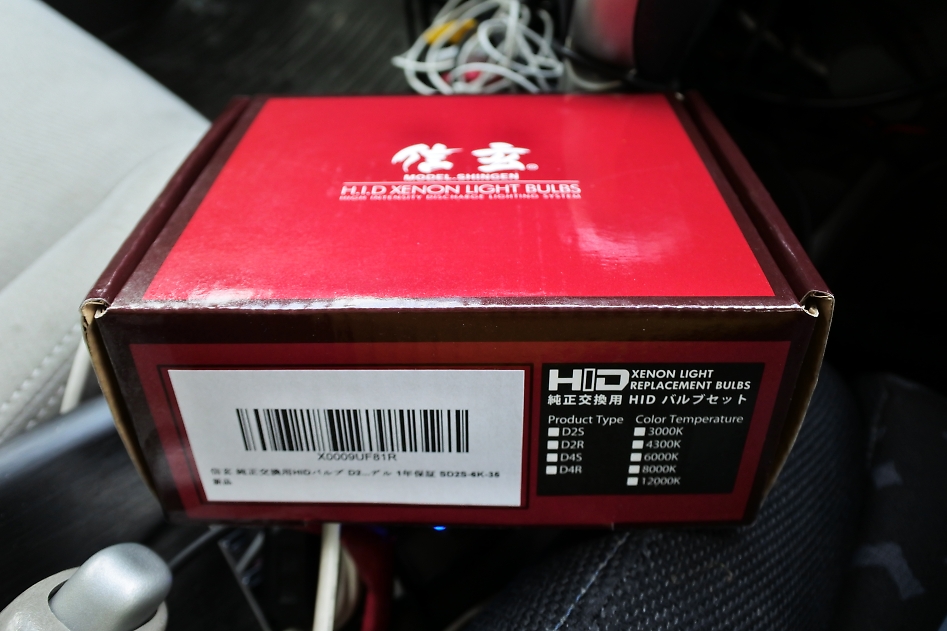 信玄®
MODEL SHINGEN
H.I.D XENON LIGHT BULBS
HIGH INTENSITY DISCHARGE LIGHTING SYSTEM
X0009UF81R
信玄 純正交換用HIDバルブ D2...デル 1年保証 SD2S-6K-35
新品
HID XENON LIGHT
REPLACEMENT BULBS
純正交換用 HID バルブセット
Product Type
D2S
D2R
D4S
D4R
Color Temperature
3000K
4300K
6000K
8000K
12000K